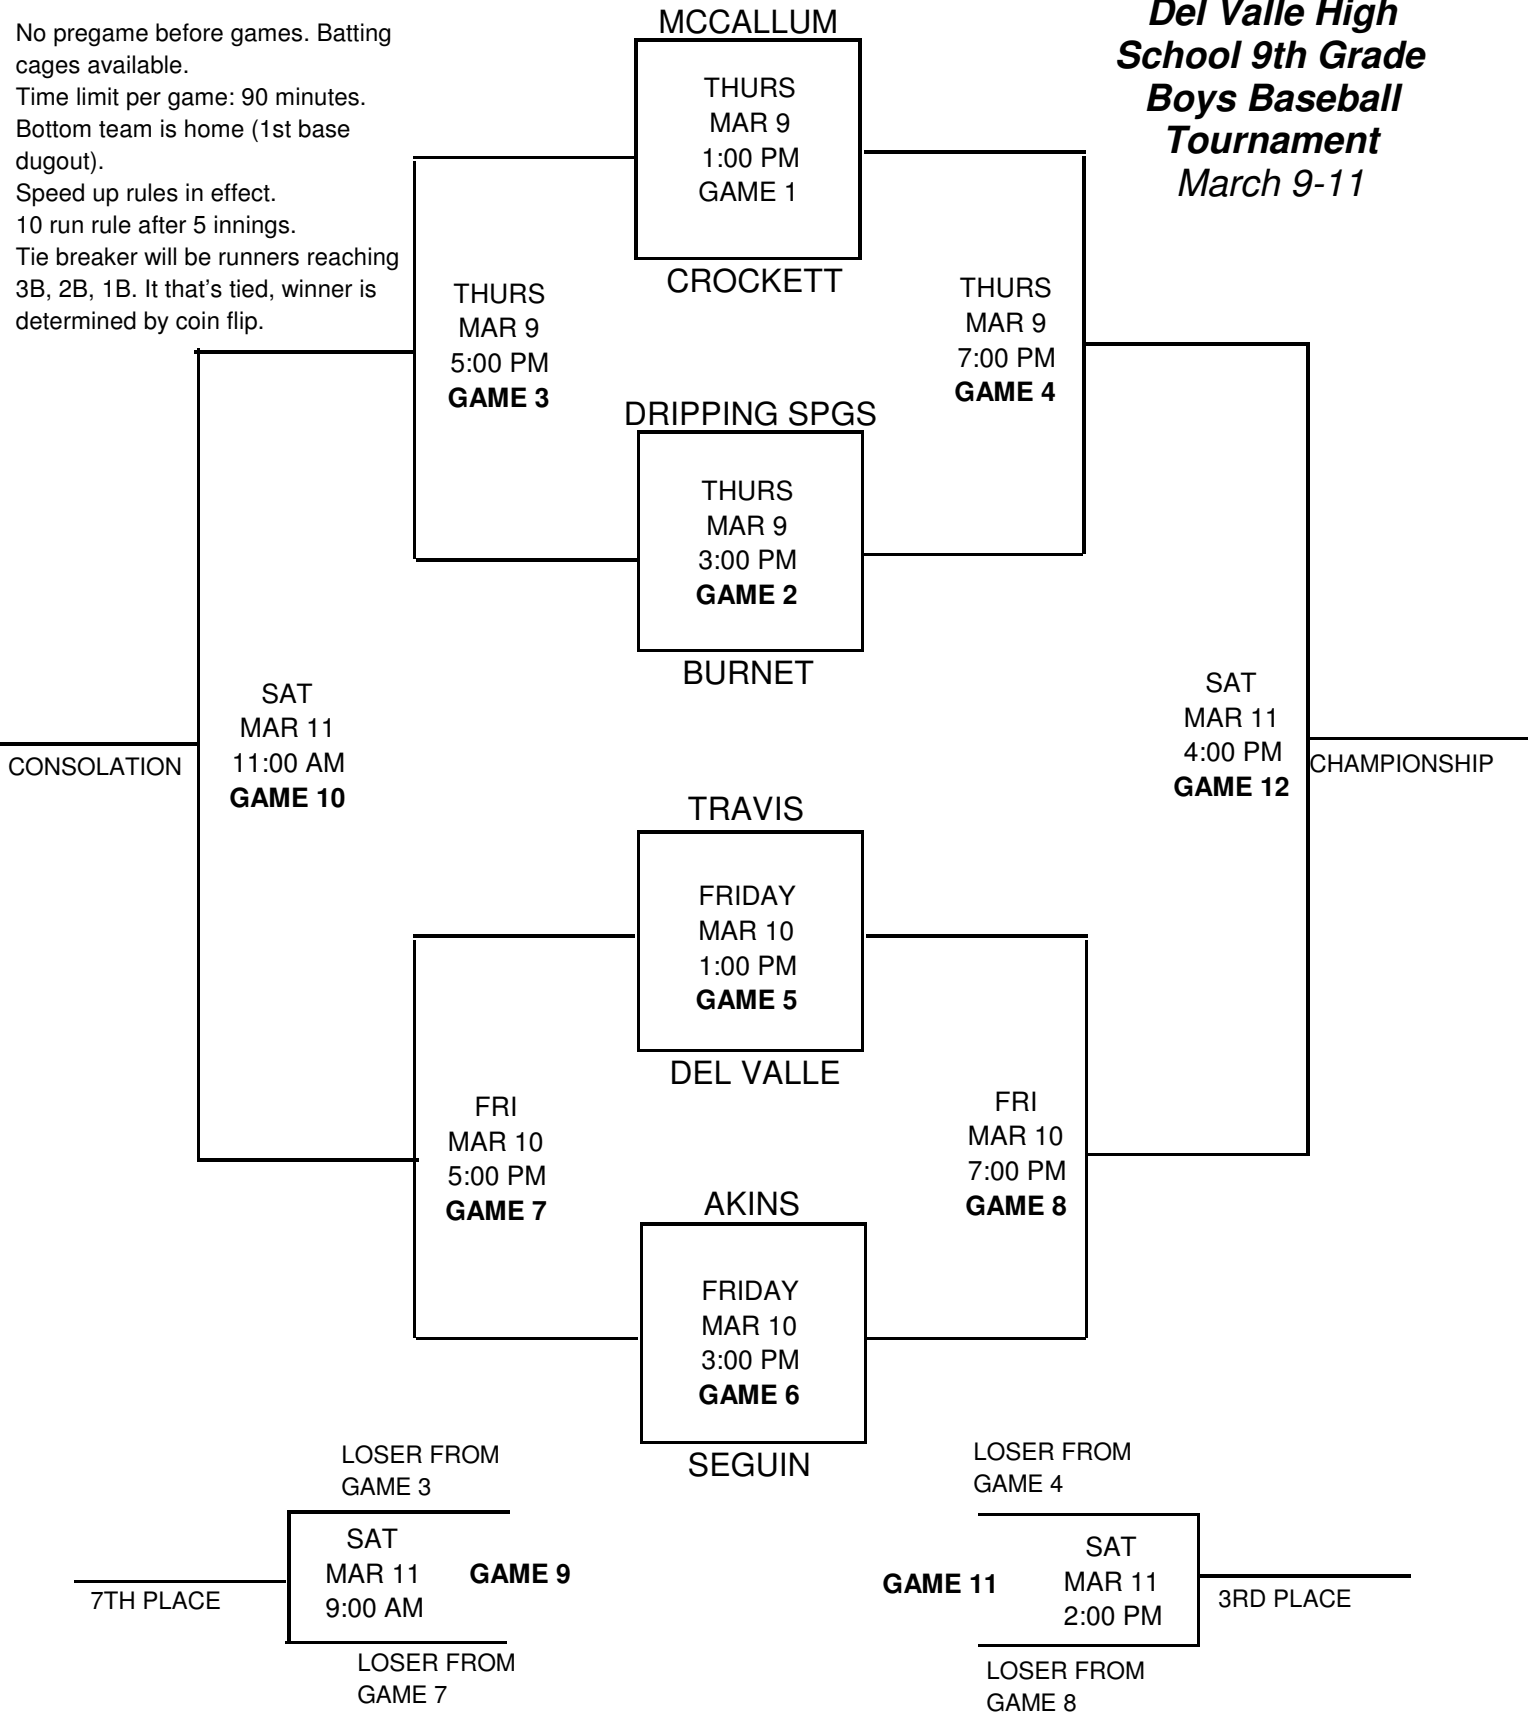 No pregame before games. Batting
cages available.
Time limit per game: 90 minutes.
Bottom team is home (1st base
dugout).
Speed up rules in effect.
10 run rule after 5 innings.
Tie breaker will be runners reaching
3B, 2B, 1B. It that's tied, winner is
determined by coin flip.
Del Valle High
School 9th Grade
Boys Baseball
Tournament
March 9-11
MCCALLUM
THURS
MAR 9
1:00 PM
GAME 1
CROCKETT
THURS
MAR 9
5:00 PM
GAME 3
THURS
MAR 9
7:00 PM
GAME 4
DRIPPING SPGS
THURS
MAR 9
3:00 PM
GAME 2
BURNET
SAT
MAR 11
11:00 AM
GAME 10
CONSOLATION
SAT
MAR 11
4:00 PM
GAME 12
CHAMPIONSHIP
TRAVIS
FRIDAY
MAR 10
1:00 PM
GAME 5
DEL VALLE
FRI
MAR 10
5:00 PM
GAME 7
FRI
MAR 10
7:00 PM
GAME 8
AKINS
FRIDAY
MAR 10
3:00 PM
GAME 6
SEGUIN
LOSER FROM
GAME 3
SAT
MAR 11
9:00 AM
GAME 9
7TH PLACE
LOSER FROM
GAME 7
LOSER FROM
GAME 4
GAME 11
SAT
MAR 11
2:00 PM
3RD PLACE
LOSER FROM
GAME 8